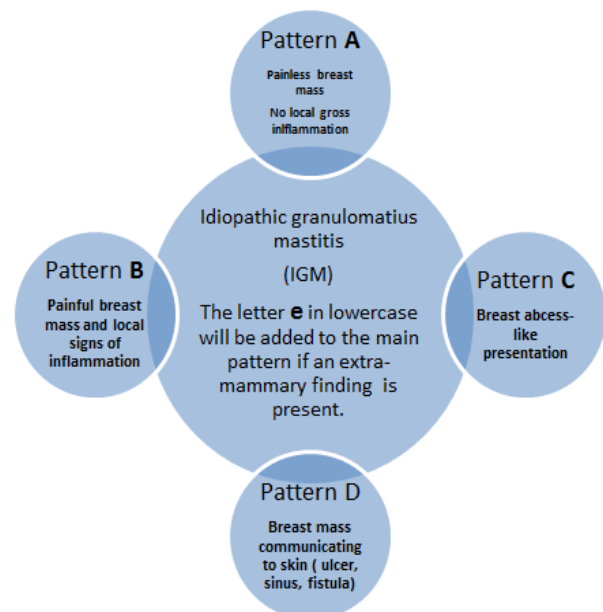 Pattern A
Painless breast
mass
No local gross
inlflammation
Idiopathic granulomatius
mastitis
(IGM)
The letter e in lowercase
will be added to the main
pattern if an extra-
mammary finding is
present.
Pattern B
Painful breast
mass and local
signs of
inflammation
Pattern C
Breast abcess-
like
presentation
Pattern D
Breast mass
communicating
to skin ( ulcer,
sinus, fistula)